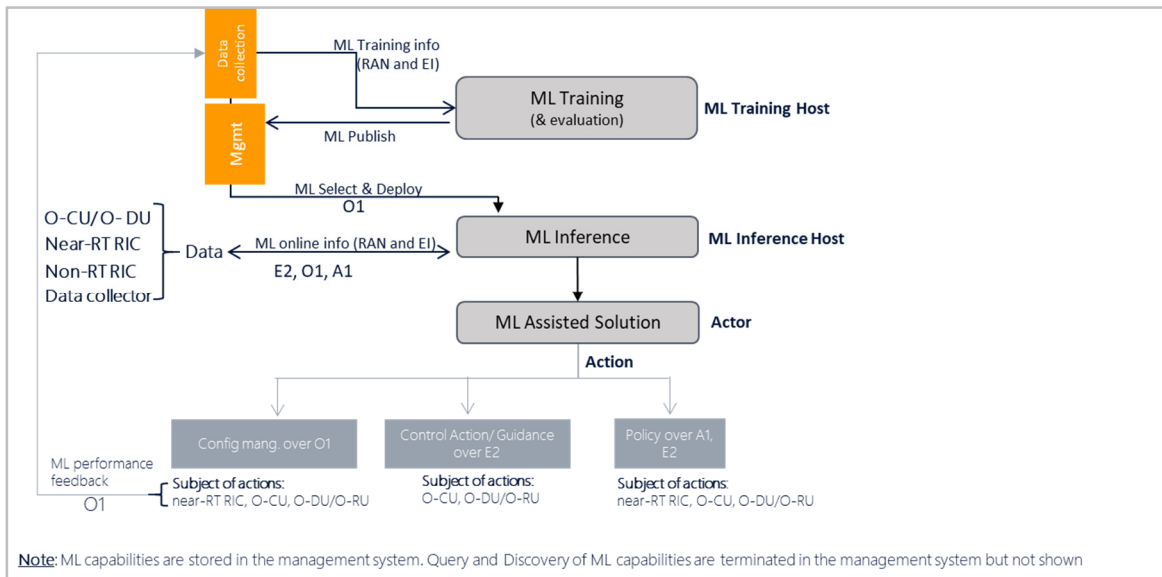 Data
collection
ML Training info
(RAN and EI)
ML Training
(& evaluation)
ML Training Host
Mgmt
ML Publish
ML Select & Deploy
O1
O-CU/O- DU
Near-RT RIC
Non-RT RIC
Data collector
Data
ML online info (RAN and EI)
E2, O1, A1
ML Inference
ML Inference Host
ML Assisted Solution
Actor
Action
Config mang. over O1
Control Action/ Guidance
over E2
Policy over A1,
E2
ML performance
feedback
O1
Subject of actions:
near-RT RIC, O-CU, O-DU/O-RU
Subject of actions:
O-CU, O-DU/O-RU
Subject of actions:
near-RT RIC, O-CU, O-DU/O-RU
Note: ML capabilities are stored in the management system. Query and Discovery of ML capabilities are terminated in the management system but not shown